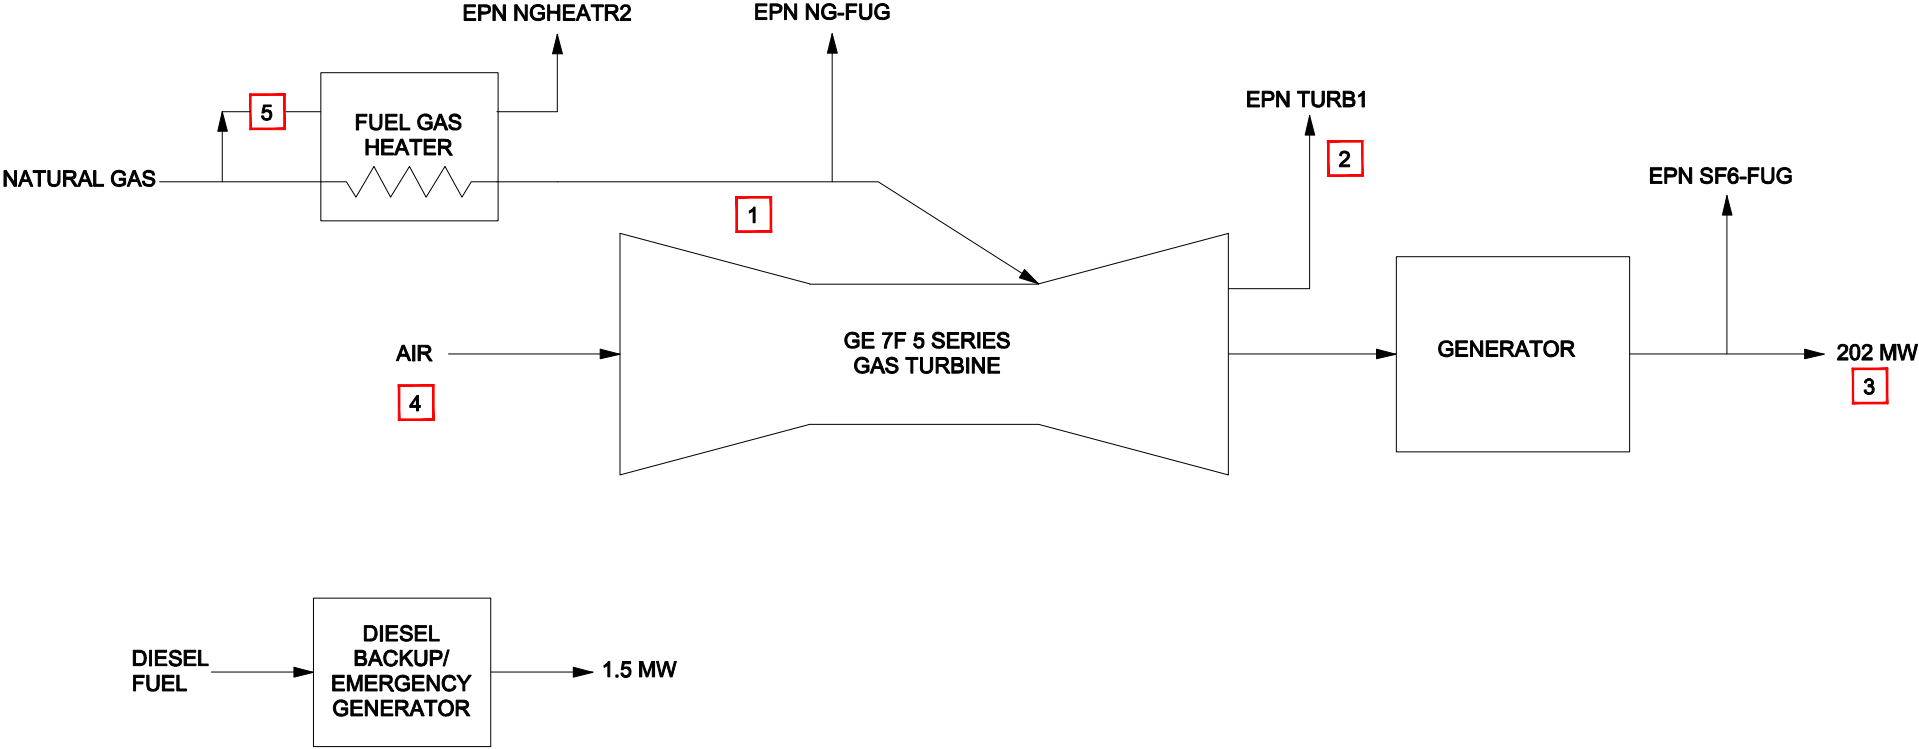 EPN NGHEATR2
EPN NG-FUG
EPN TURB1
5
FUEL GAS
HEATER
2
NATURAL GAS
EPN SF6-FUG
1
GE 7F 5 SERIES
GAS TURBINE
AIR
GENERATOR
202 MW
4
3
DIESEL
FUEL
DIESEL
BACKUP/
EMERGENCY
GENERATOR
1.5 MW